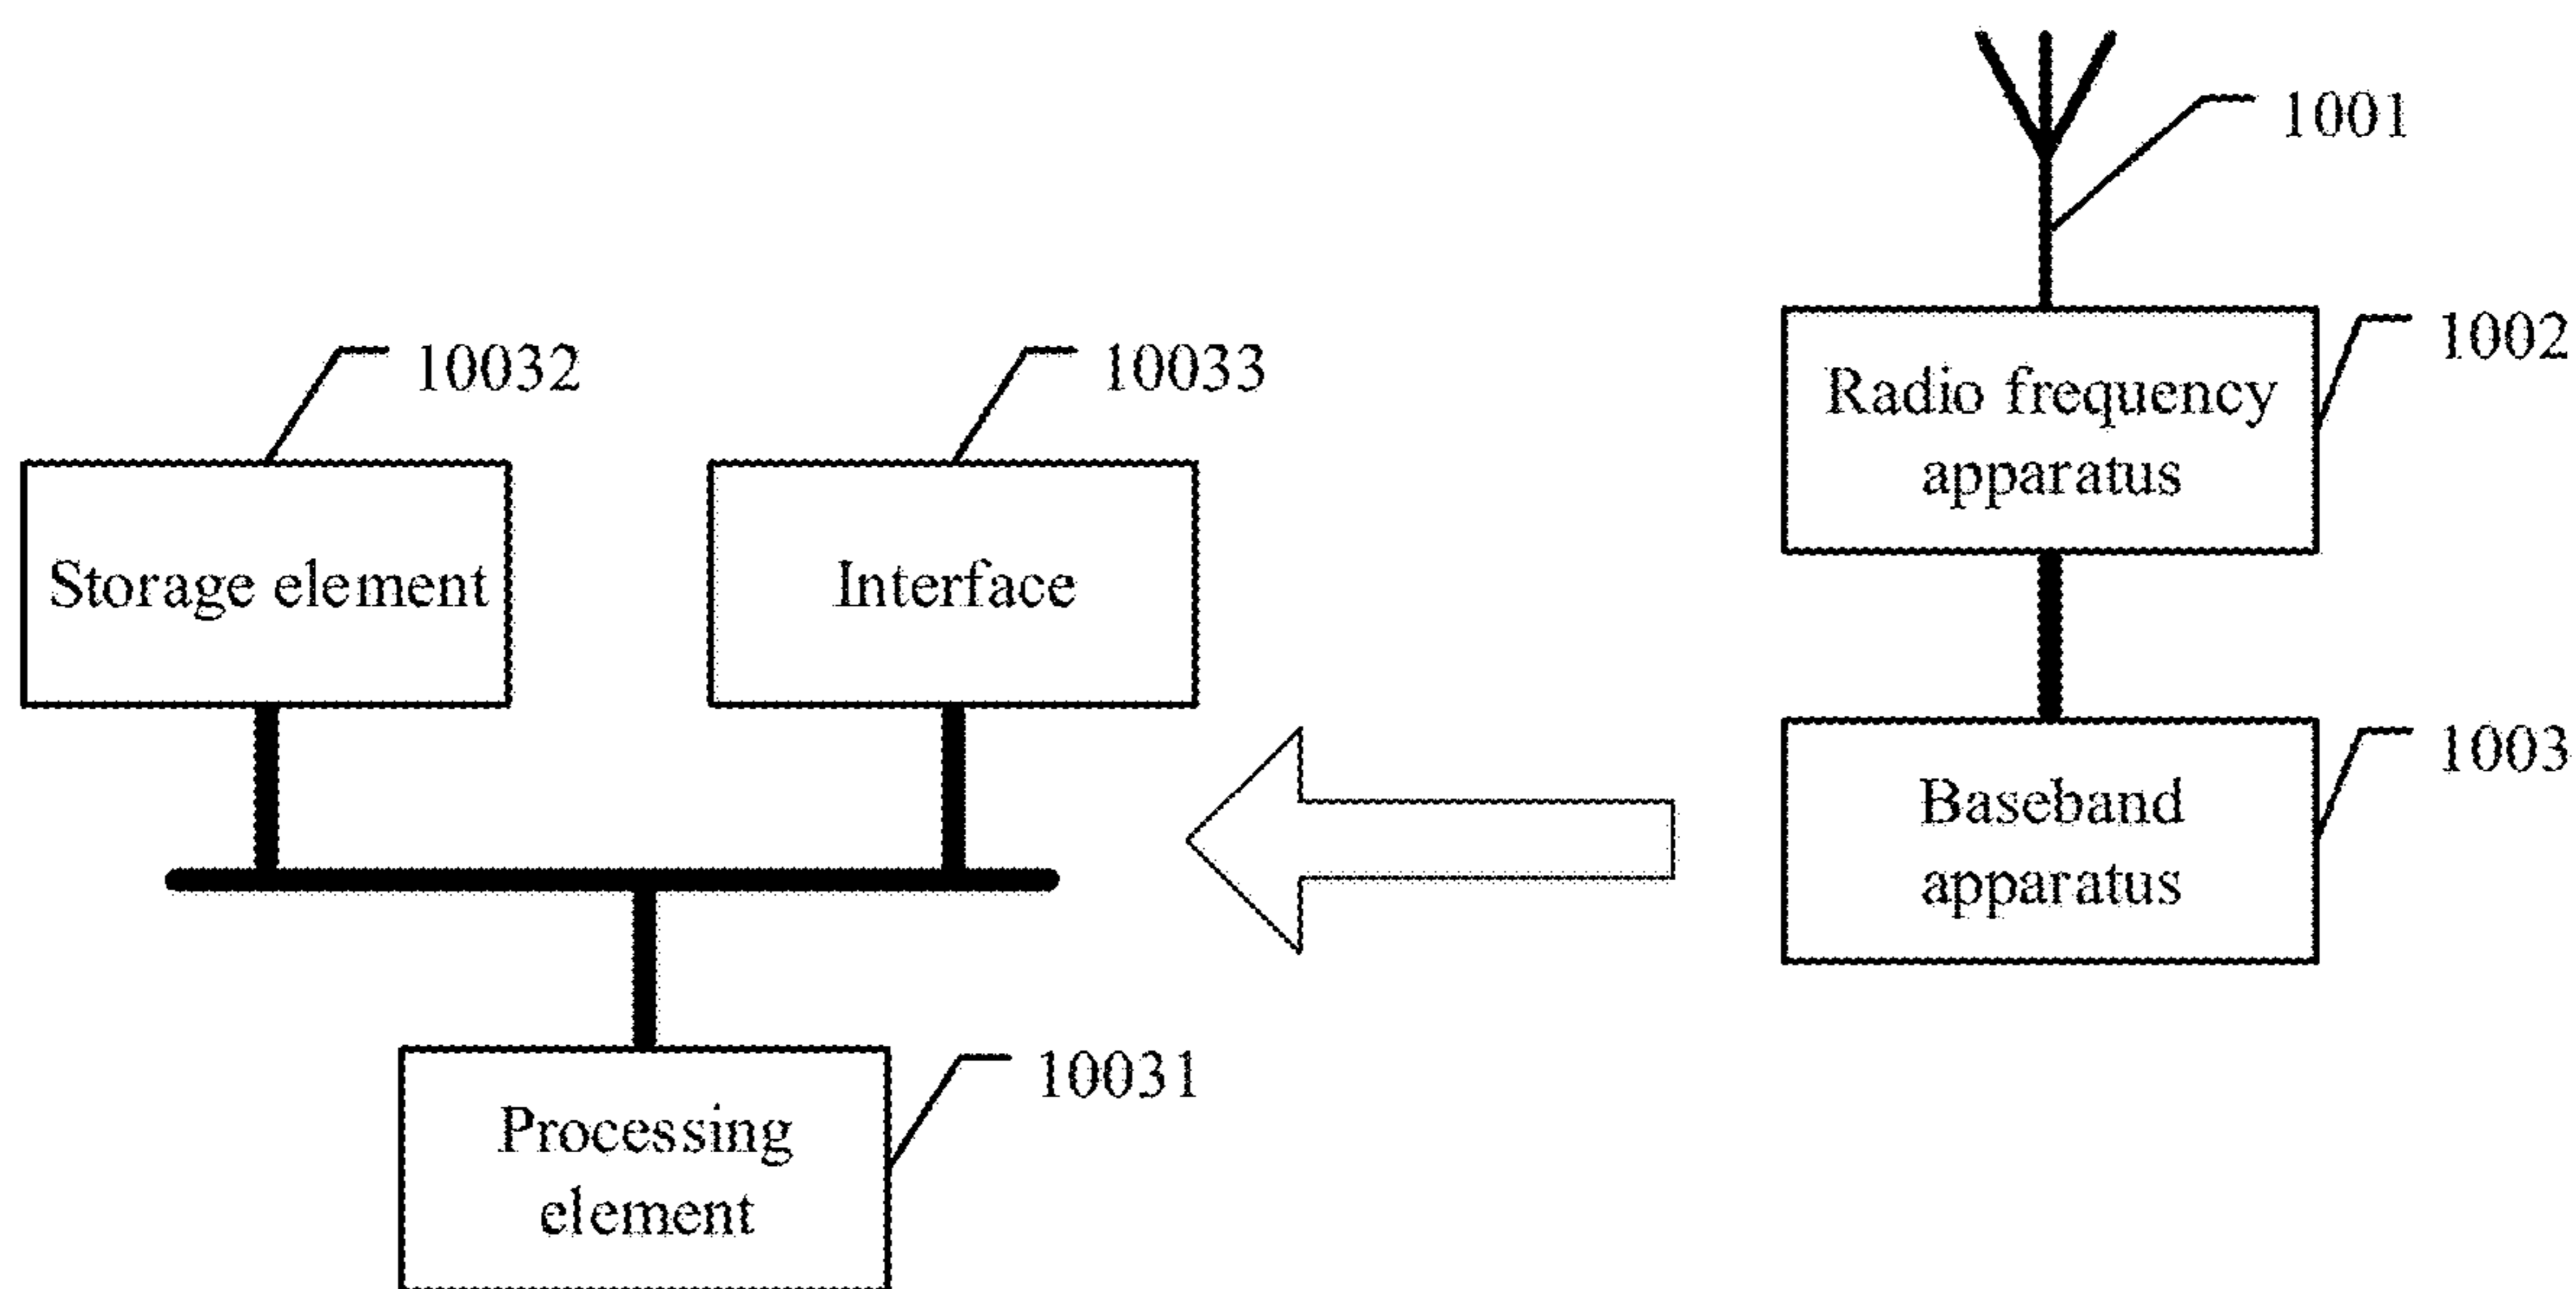 1001
1002
Radio frequency
apparatus
10032
10033
Storage element
Interface
1003
Baseband
apparatus
10031
Processing
element